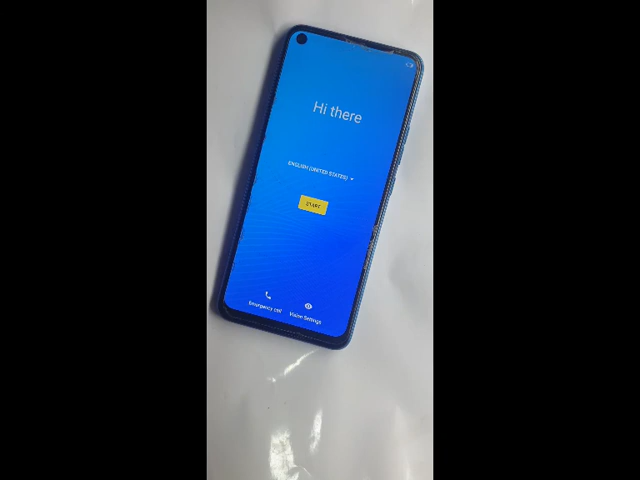 Hi there
ENGLISH (UNITED STATES)
START
Emergency call
Vision Settings